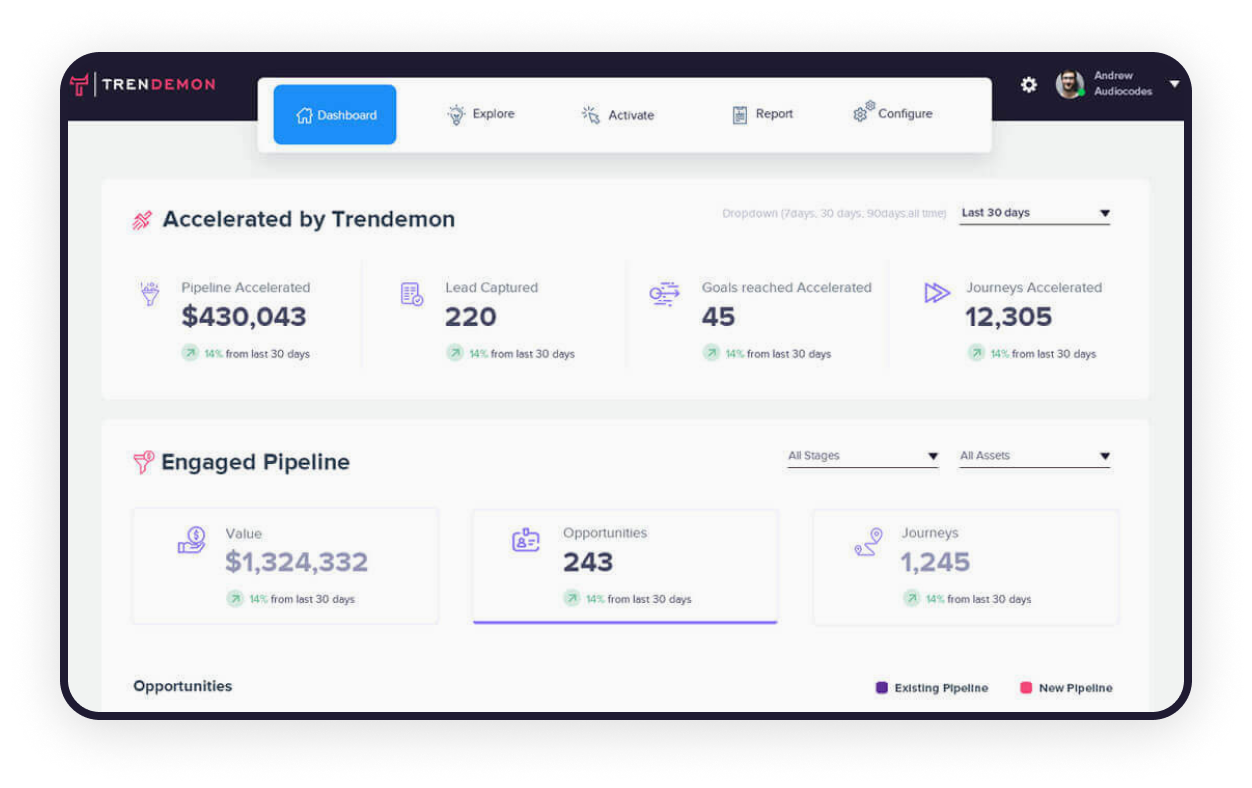 TRENDEMON
Dashboard
Explore
Activate
Report
Configure
Andrew
Audiocodes
Accelerated by Trendemon
Dropdown (7days, 30 days, 90days,all time)
Last 30 days
Pipeline Accelerated
$430,043
14% from last 30 days
Lead Captured
220
14% from last 30 days
Goals reached Accelerated
45
14% from last 30 days
Journeys Accelerated
12,305
14% from last 30 days
Engaged Pipeline
All Stages
All Assets
Value
$1,324,332
14% from last 30 days
Opportunities
243
14% from last 30 days
Journeys
1,245
14% from last 30 days
Opportunities
Existing Pipeline
New Pipeline